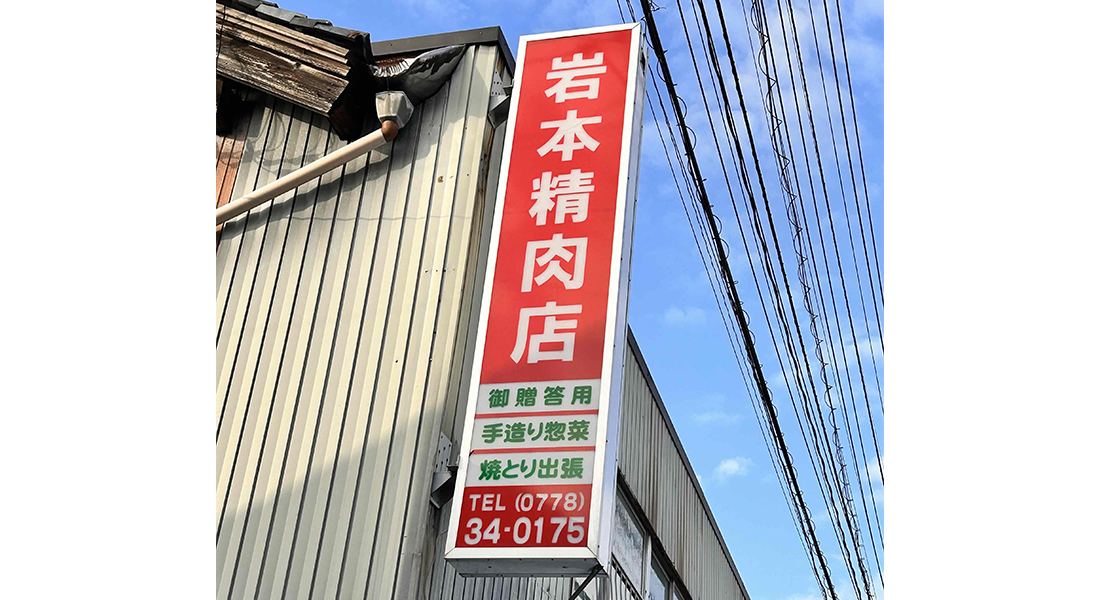 岩本精肉店
御贈答用
手造り惣菜
焼とり出張
TEL (0778)
34-0175